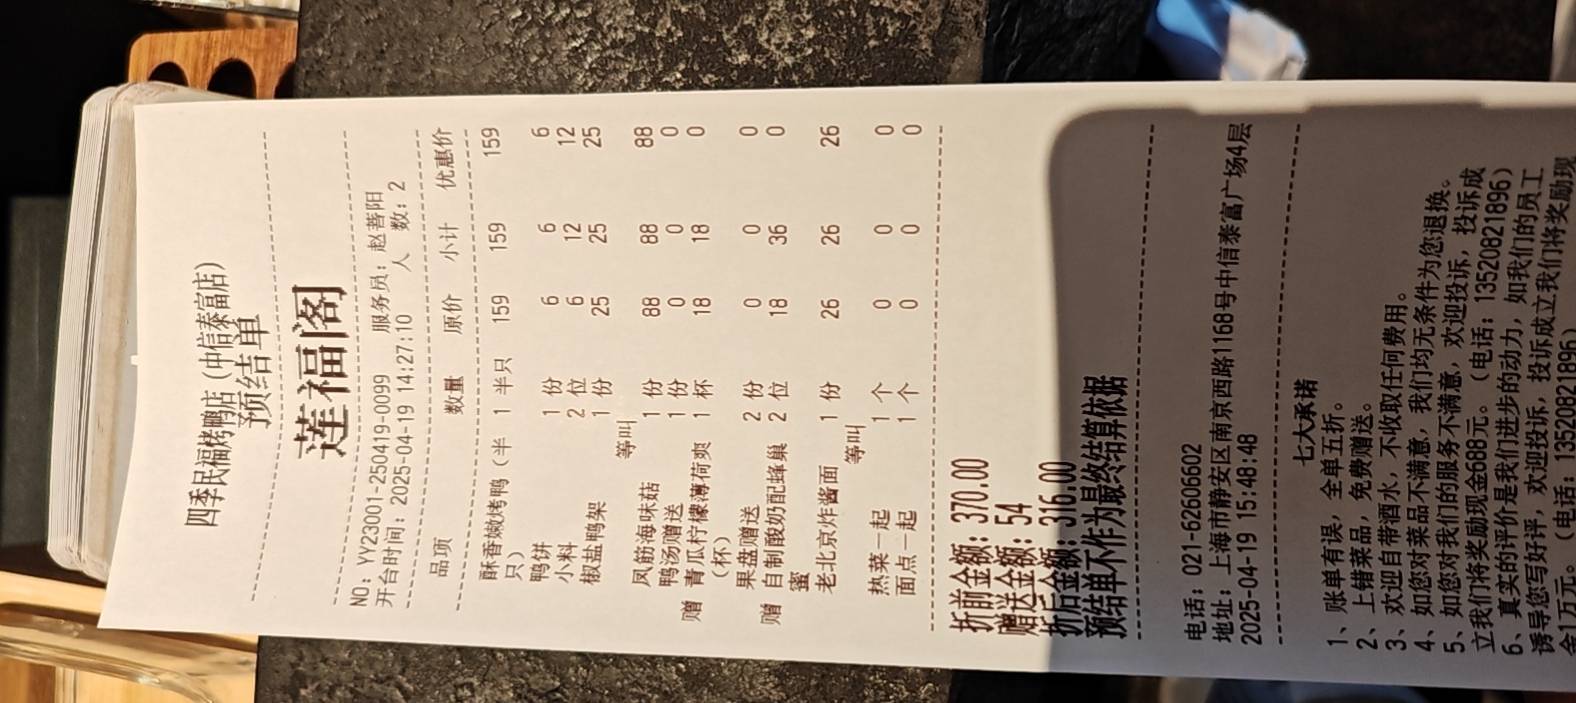 四季民福烤鸭店(中信泰富店)
预结单
莲福阁
NO: YY23001-250419-0099 服务员: 赵善阳
开台时间: 2025-04-19 14:27:10 人 数: 2
品项 数量 原价 小计 优惠价
酥香嫩烤鸭(半 1 半只 159 159 159
只)
鸭饼 1 份 6 6 6
小料 2 位 6 12 12
椒盐鸭架 1 份 25 25 25
等叫
凤筋海味菇 1 份 88 88 88
鸭汤赠送 1 份 0 0 0
赠 青瓜柠檬薄荷爽 1 杯 18 18 0
(杯)
果盘赠送 2 份 0 0 0
赠 自制酸奶配蜂巢 2 位 18 36 0
蜜
老北京炸酱面 1 份 26 26 26
等叫
热菜一起 1 个 0 0 0
面点一起 1 个 0 0 0
折前金额: 370.00
赠送金额: 54
折后金额: 316.00
预结单不作为最终结算依据
电话: 021-62606602
地址: 上海市静安区南京西路1168号中信泰富广场4层
2025-04-19 15:48:48
七大承诺
1、账单有误,全单五折。
2、上错菜品,免费赠送。
3、欢迎自带酒水,不收取任何费用。
4、如您对菜品不满意,我们均无条件为您退换。
5、如您对我们的服务不满意,欢迎投诉,投诉成
立我们将奖励现金688元。(电话: 13520821896)
6、真实的评价是我们进步的动力,如我们的员工
诱导您写好评,欢迎投诉,投诉成立我们将奖励现
金1万元。(电话: 13520821896)